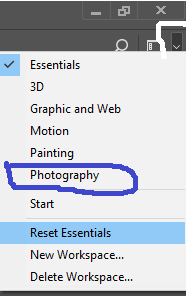 Essentials
3D
Graphic and Web
Motion
Painting
Photography
Start
Reset Essentials
New Workspace...
Delete Workspace...